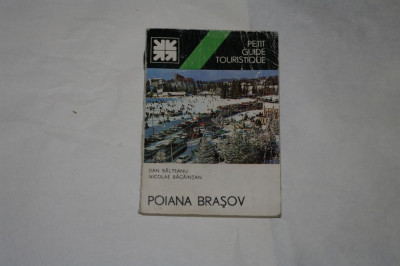 PETIT
GUIDE
TOURISTIQUE
DAN BĂLTEANU
NICOLAE BĂCĂINȚAN
POIANA BRAȘOV